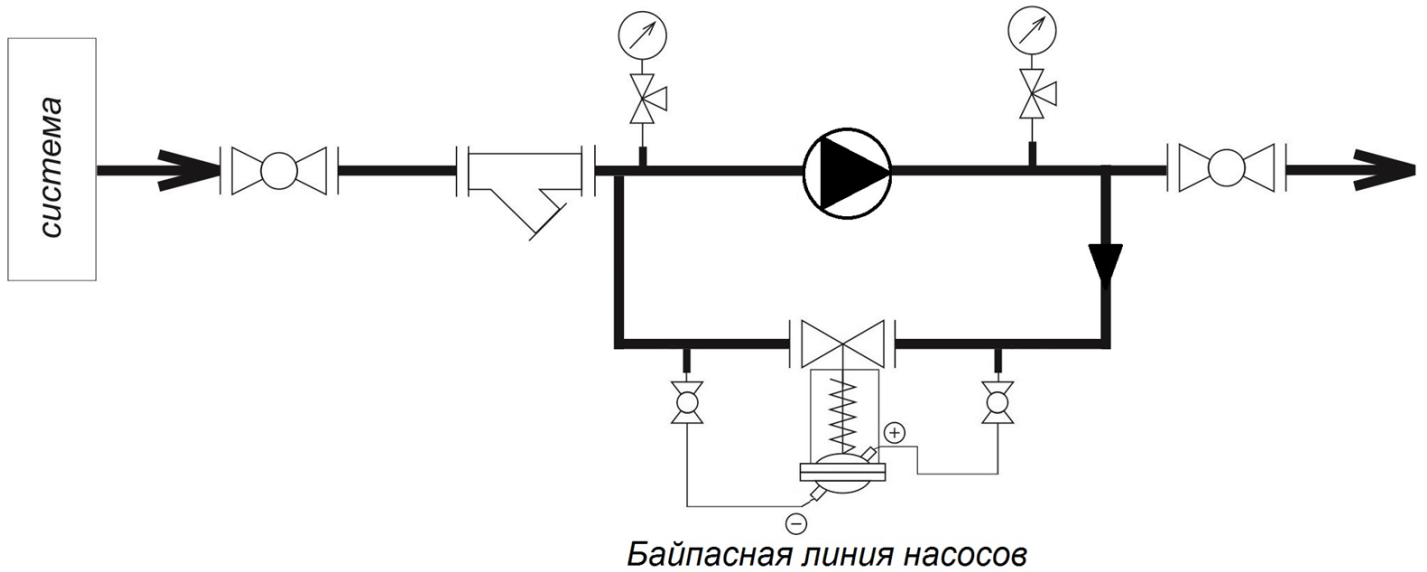 система
+
−
Байпасная линия насосов